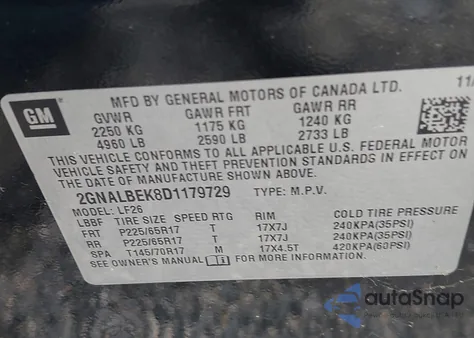 MFD BY GENERAL MOTORS OF CANADA LTD.
11/
GM
GVWR GAWR FRT GAWR RR
2250 KG 1175 KG 1240 KG
4960 LB 2590 LB 2733 LB
THIS VEHICLE CONFORMS TO ALL APPLICABLE U.S. FEDERAL MOTOR
VEHICLE SAFETY AND THEFT PREVENTION STANDARDS IN EFFECT ON
THE DATE OF MANUFACTURE SHOWN ABOVE.
2GNALBEK8D1179729 TYPE: M.P.V.
MODEL: LF26
LBBF TIRE SIZE SPEED RTG RIM COLD TIRE PRESSURE
FRT P225/65R17 T 17X7J 240KPA(35PSI)
RR P225/65R17 T 17X7J 240KPA(35PSI)
SPA T145/70R17 M 17X4.5T 420KPA(60PSI)
SEE OWNER'S MANUAL
autoSnap